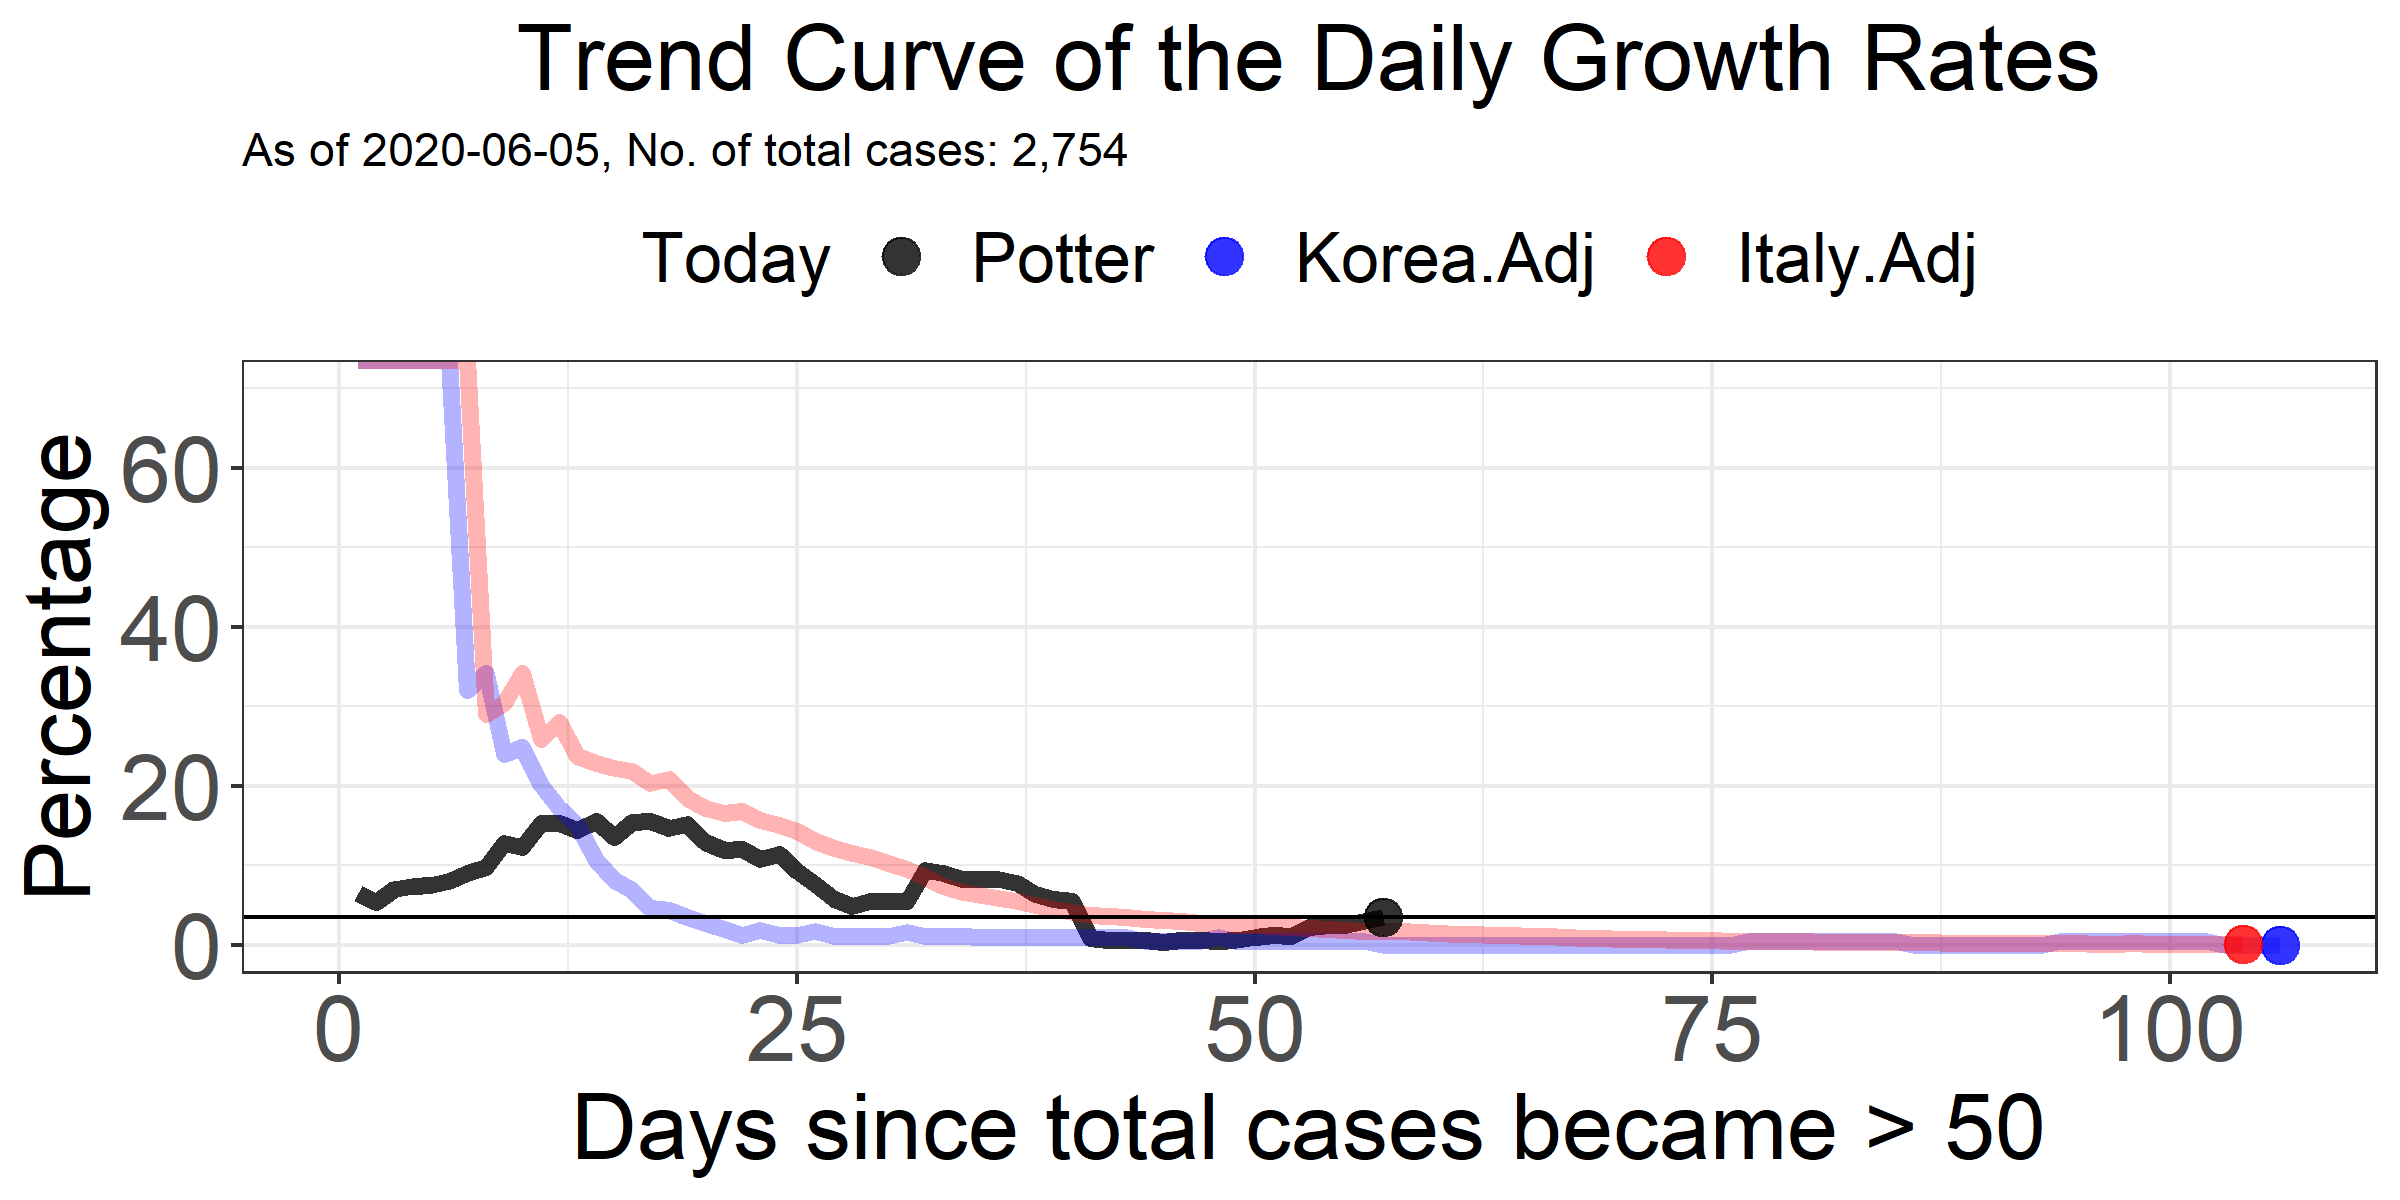 Trend Curve of the Daily Growth Rates
As of 2020-06-05, No. of total cases: 2,754
Today Potter Korea.Adj Italy.Adj
Percentage
60
40
20
0
0 25 50 75 100
Days since total cases became > 50